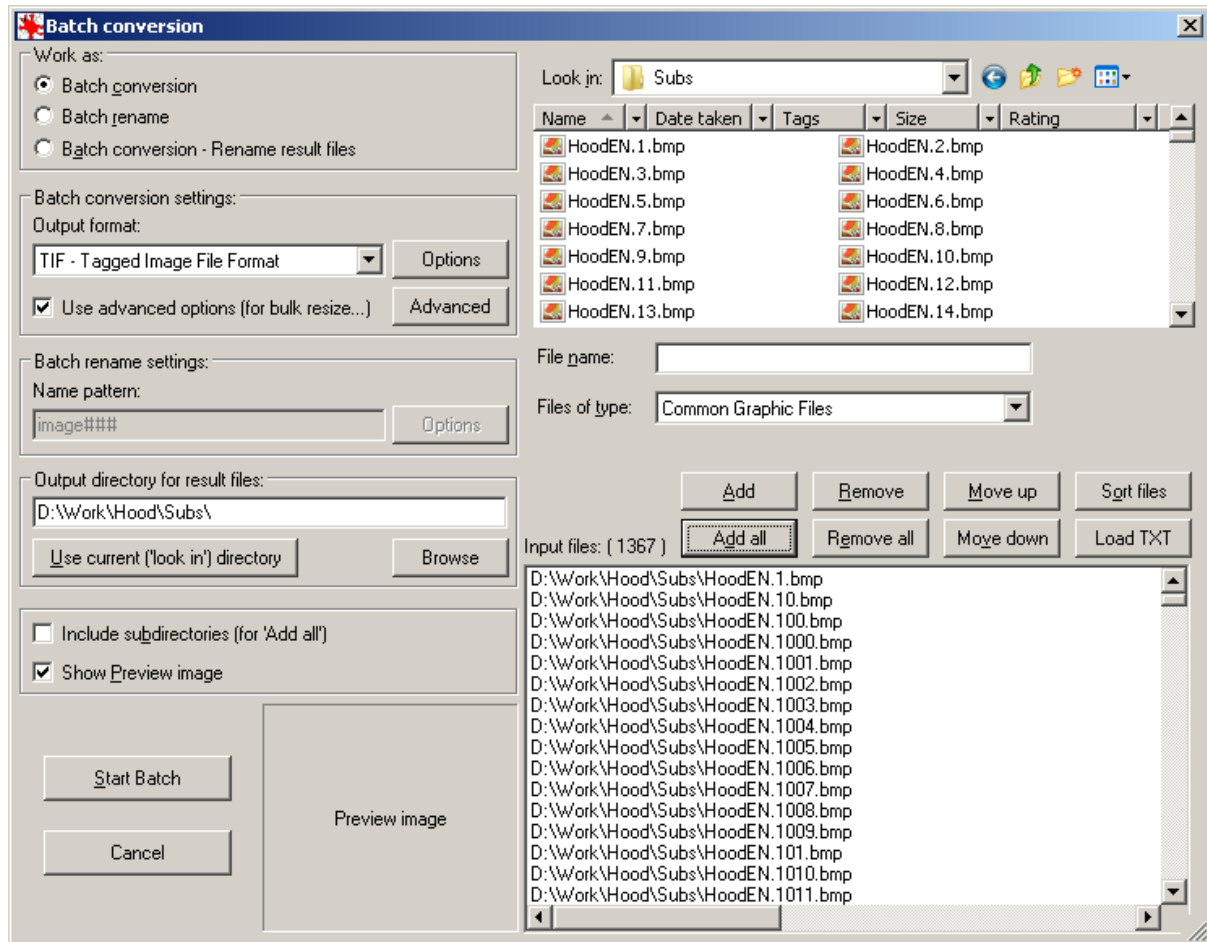 Batch conversion
Work as:
Batch conversion
Batch rename
Batch conversion - Rename result files
Batch conversion settings:
Output format:
TIF - Tagged Image File Format
Options
Use advanced options (for bulk resize...)
Advanced
Batch rename settings:
Name pattern:
image###
Options
Output directory for result files:
D:\Work\Hood\Subs\
Use current ('look in') directory
Browse
Include subdirectories (for 'Add all')
Show Preview image
Start Batch
Cancel
Preview image
Look in:
Subs
Name Date taken Tags Size Rating
HoodEN.1.bmp HoodEN.2.bmp
HoodEN.3.bmp HoodEN.4.bmp
HoodEN.5.bmp HoodEN.6.bmp
HoodEN.7.bmp HoodEN.8.bmp
HoodEN.9.bmp HoodEN.10.bmp
HoodEN.11.bmp HoodEN.12.bmp
HoodEN.13.bmp HoodEN.14.bmp
File name:
Files of type:
Common Graphic Files
Add Remove Move up Sort files
Input files: ( 1367 ) Add all Remove all Move down Load TXT
D:\Work\Hood\Subs\HoodEN.1.bmp
D:\Work\Hood\Subs\HoodEN.10.bmp
D:\Work\Hood\Subs\HoodEN.100.bmp
D:\Work\Hood\Subs\HoodEN.1000.bmp
D:\Work\Hood\Subs\HoodEN.1001.bmp
D:\Work\Hood\Subs\HoodEN.1002.bmp
D:\Work\Hood\Subs\HoodEN.1003.bmp
D:\Work\Hood\Subs\HoodEN.1004.bmp
D:\Work\Hood\Subs\HoodEN.1005.bmp
D:\Work\Hood\Subs\HoodEN.1006.bmp
D:\Work\Hood\Subs\HoodEN.1007.bmp
D:\Work\Hood\Subs\HoodEN.1008.bmp
D:\Work\Hood\Subs\HoodEN.1009.bmp
D:\Work\Hood\Subs\HoodEN.101.bmp
D:\Work\Hood\Subs\HoodEN.1010.bmp
D:\Work\Hood\Subs\HoodEN.1011.bmp